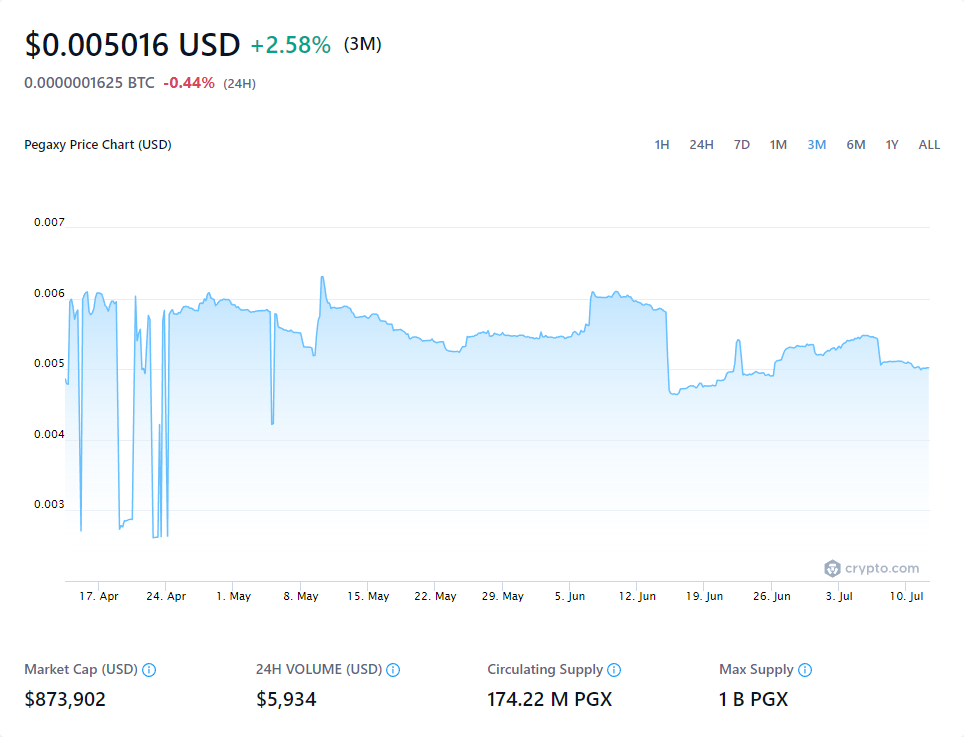 $0.005016 USD +2.58% (3M)
0.0000001625 BTC -0.44% (24H)
Pegaxy Price Chart (USD) 1H 24H 7D 1M 3M 6M 1Y ALL
0.007
0.006
0.005
0.004
0.003
crypto.com
17. Apr 24. Apr 1. May 8. May 15. May 22. May 29. May 5. Jun 12. Jun 19. Jun 26. Jun 3. Jul 10. Jul
Market Cap (USD) 24H VOLUME (USD) Circulating Supply Max Supply
$873,902 $5,934 174.22 M PGX 1 B PGX